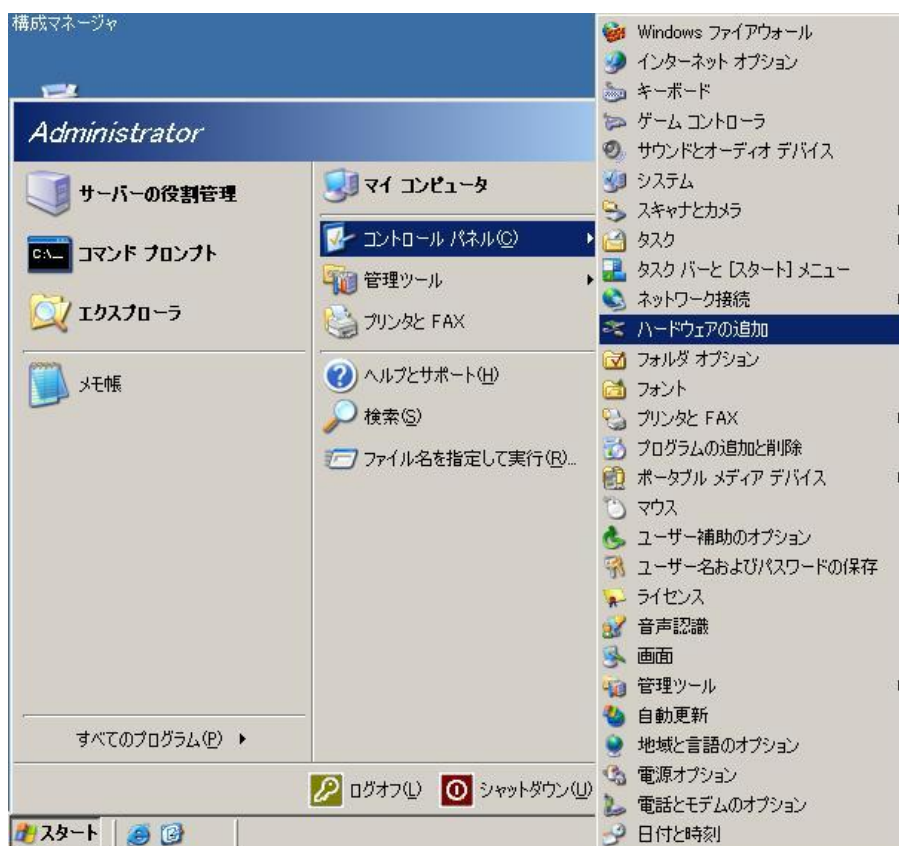 構成マネージャ
Administrator
サーバーの役割管理
コマンド プロンプト
C:\_
エクスプローラ
メモ帳
すべてのプログラム(P)
マイ コンピュータ
コントロール パネル(C)
管理ツール
プリンタと FAX
ヘルプとサポート(H)
検索(S)
ファイル名を指定して実行(R)...
ログオフ(L)
シャットダウン(U)
スタート
Windows ファイアウォール
インターネット オプション
キーボード
ゲーム コントローラ
サウンドとオーディオ デバイス
システム
スキャナとカメラ
タスク
タスク バーと [スタート] メニュー
ネットワーク接続
ハードウェアの追加
フォルダ オプション
フォント
プリンタと FAX
プログラムの追加と削除
ポータブル メディア デバイス
マウス
ユーザー補助のオプション
ユーザー名およびパスワードの保存
ライセンス
音声認識
画面
管理ツール
自動更新
地域と言語のオプション
電源オプション
電話とモデムのオプション
日付と時刻